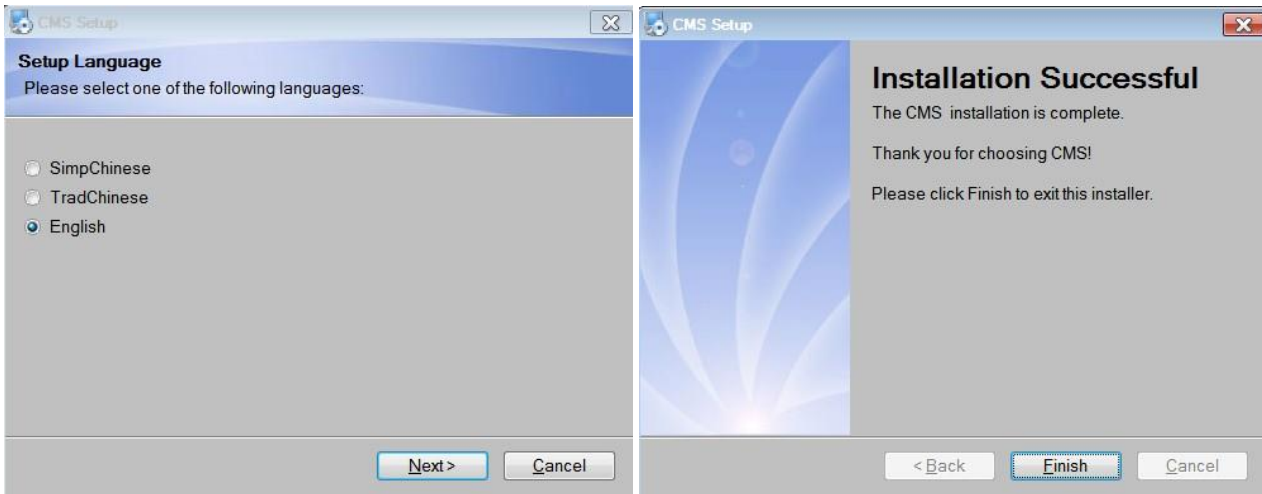 CMS Setup
Setup Language
Please select one of the following languages:
SimpChinese
TradChinese
English
Next >
Cancel
CMS Setup
Installation Successful
The CMS installation is complete.
Thank you for choosing CMS!
Please click Finish to exit this installer.
< Back
Finish
Cancel